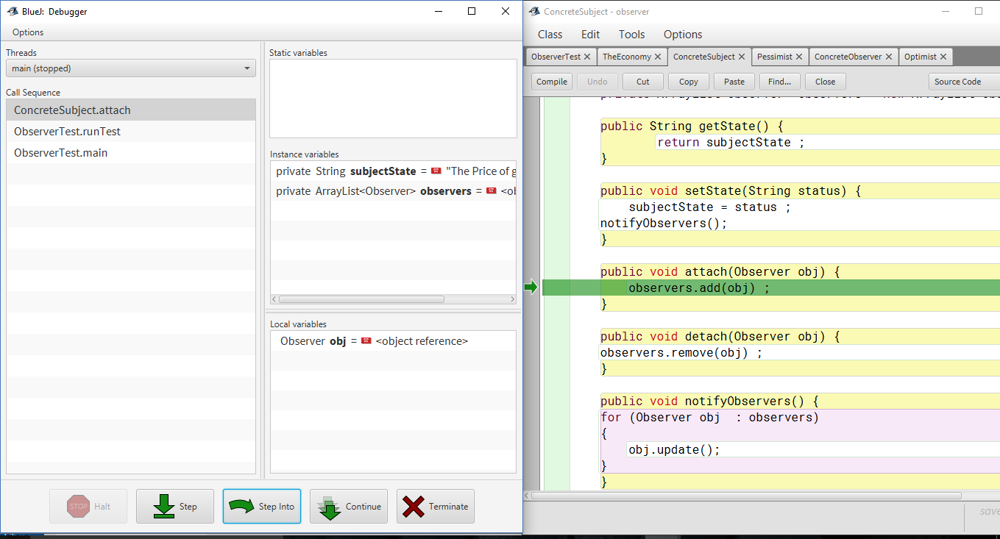 BlueJ: Debugger
Options
Threads
main (stopped)
Call Sequence
ConcreteSubject.attach
ObserverTest.runTest
ObserverTest.main
Static variables
Instance variables
private String subjectState = "The Price of g
private ArrayList<Observer> observers = <ob
Local variables
Observer obj = <object reference>
STOP Halt
Step
Step Into
Continue
Terminate
ConcreteSubject - observer
Class Edit Tools Options
ObserverTest TheEconomy ConcreteSubject Pessimist ConcreteObserver Optimist
Compile Undo Cut Copy Paste Find... Close Source Code
public String getState() {
return subjectState ;
}
public void setState(String status) {
subjectState = status ;
notifyObservers();
}
public void attach(Observer obj) {
observers.add(obj) ;
}
public void detach(Observer obj) {
observers.remove(obj) ;
}
public void notifyObservers() {
for (Observer obj  : observers)
{
obj.update();
}
}
save